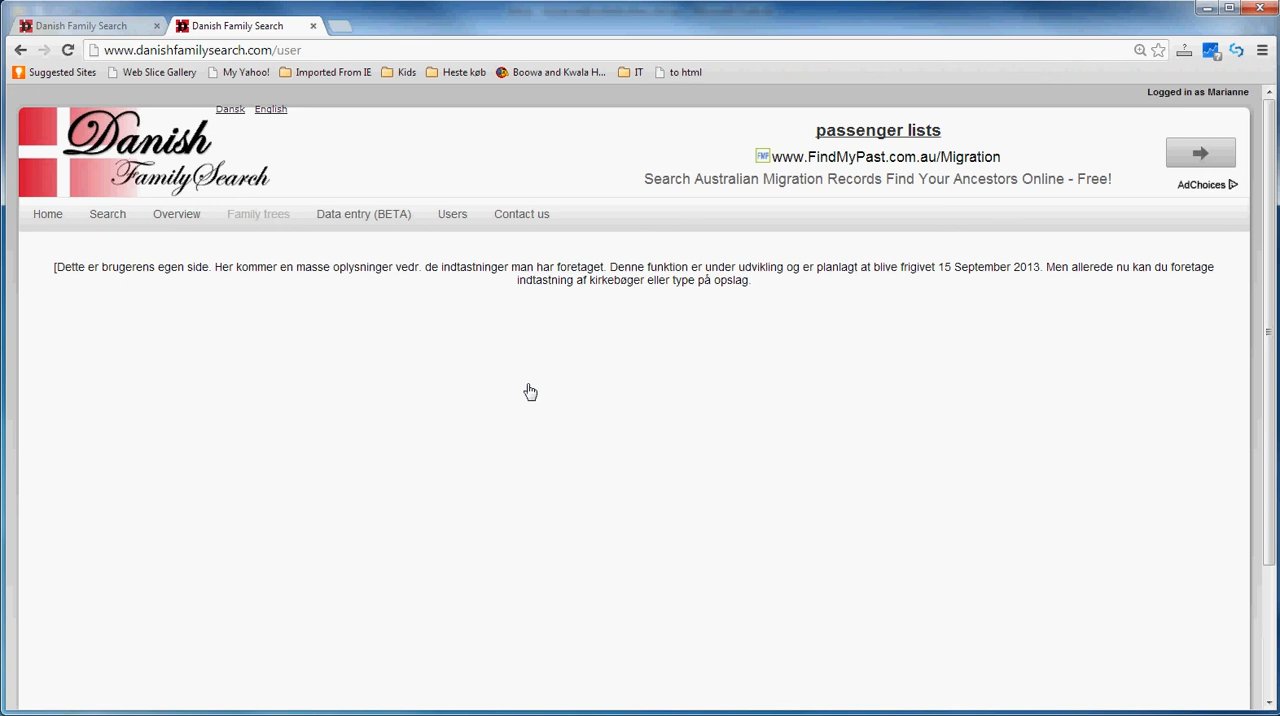 Danish Family Search
Danish Family Search
www.danishfamilysearch.com/user
Suggested Sites Web Slice Gallery My Yahoo! Imported From IE Kids Heste køb Boowa and Kwala H... IT to html
Logged in as Marianne
Dansk English
Danish
FamilySearch
passenger lists
FMP www.FindMyPast.com.au/Migration
Search Australian Migration Records Find Your Ancestors Online - Free!
AdChoices
Home Search Overview Family trees Data entry (BETA) Users Contact us
[Dette er brugerens egen side. Her kommer en masse oplysninger vedr. de indtastninger man har foretaget. Denne funktion er under udvikling og er planlagt at blive frigivet 15 September 2013. Men allerede nu kan du foretage
indtastning af kirkebøger eller type på opslag.